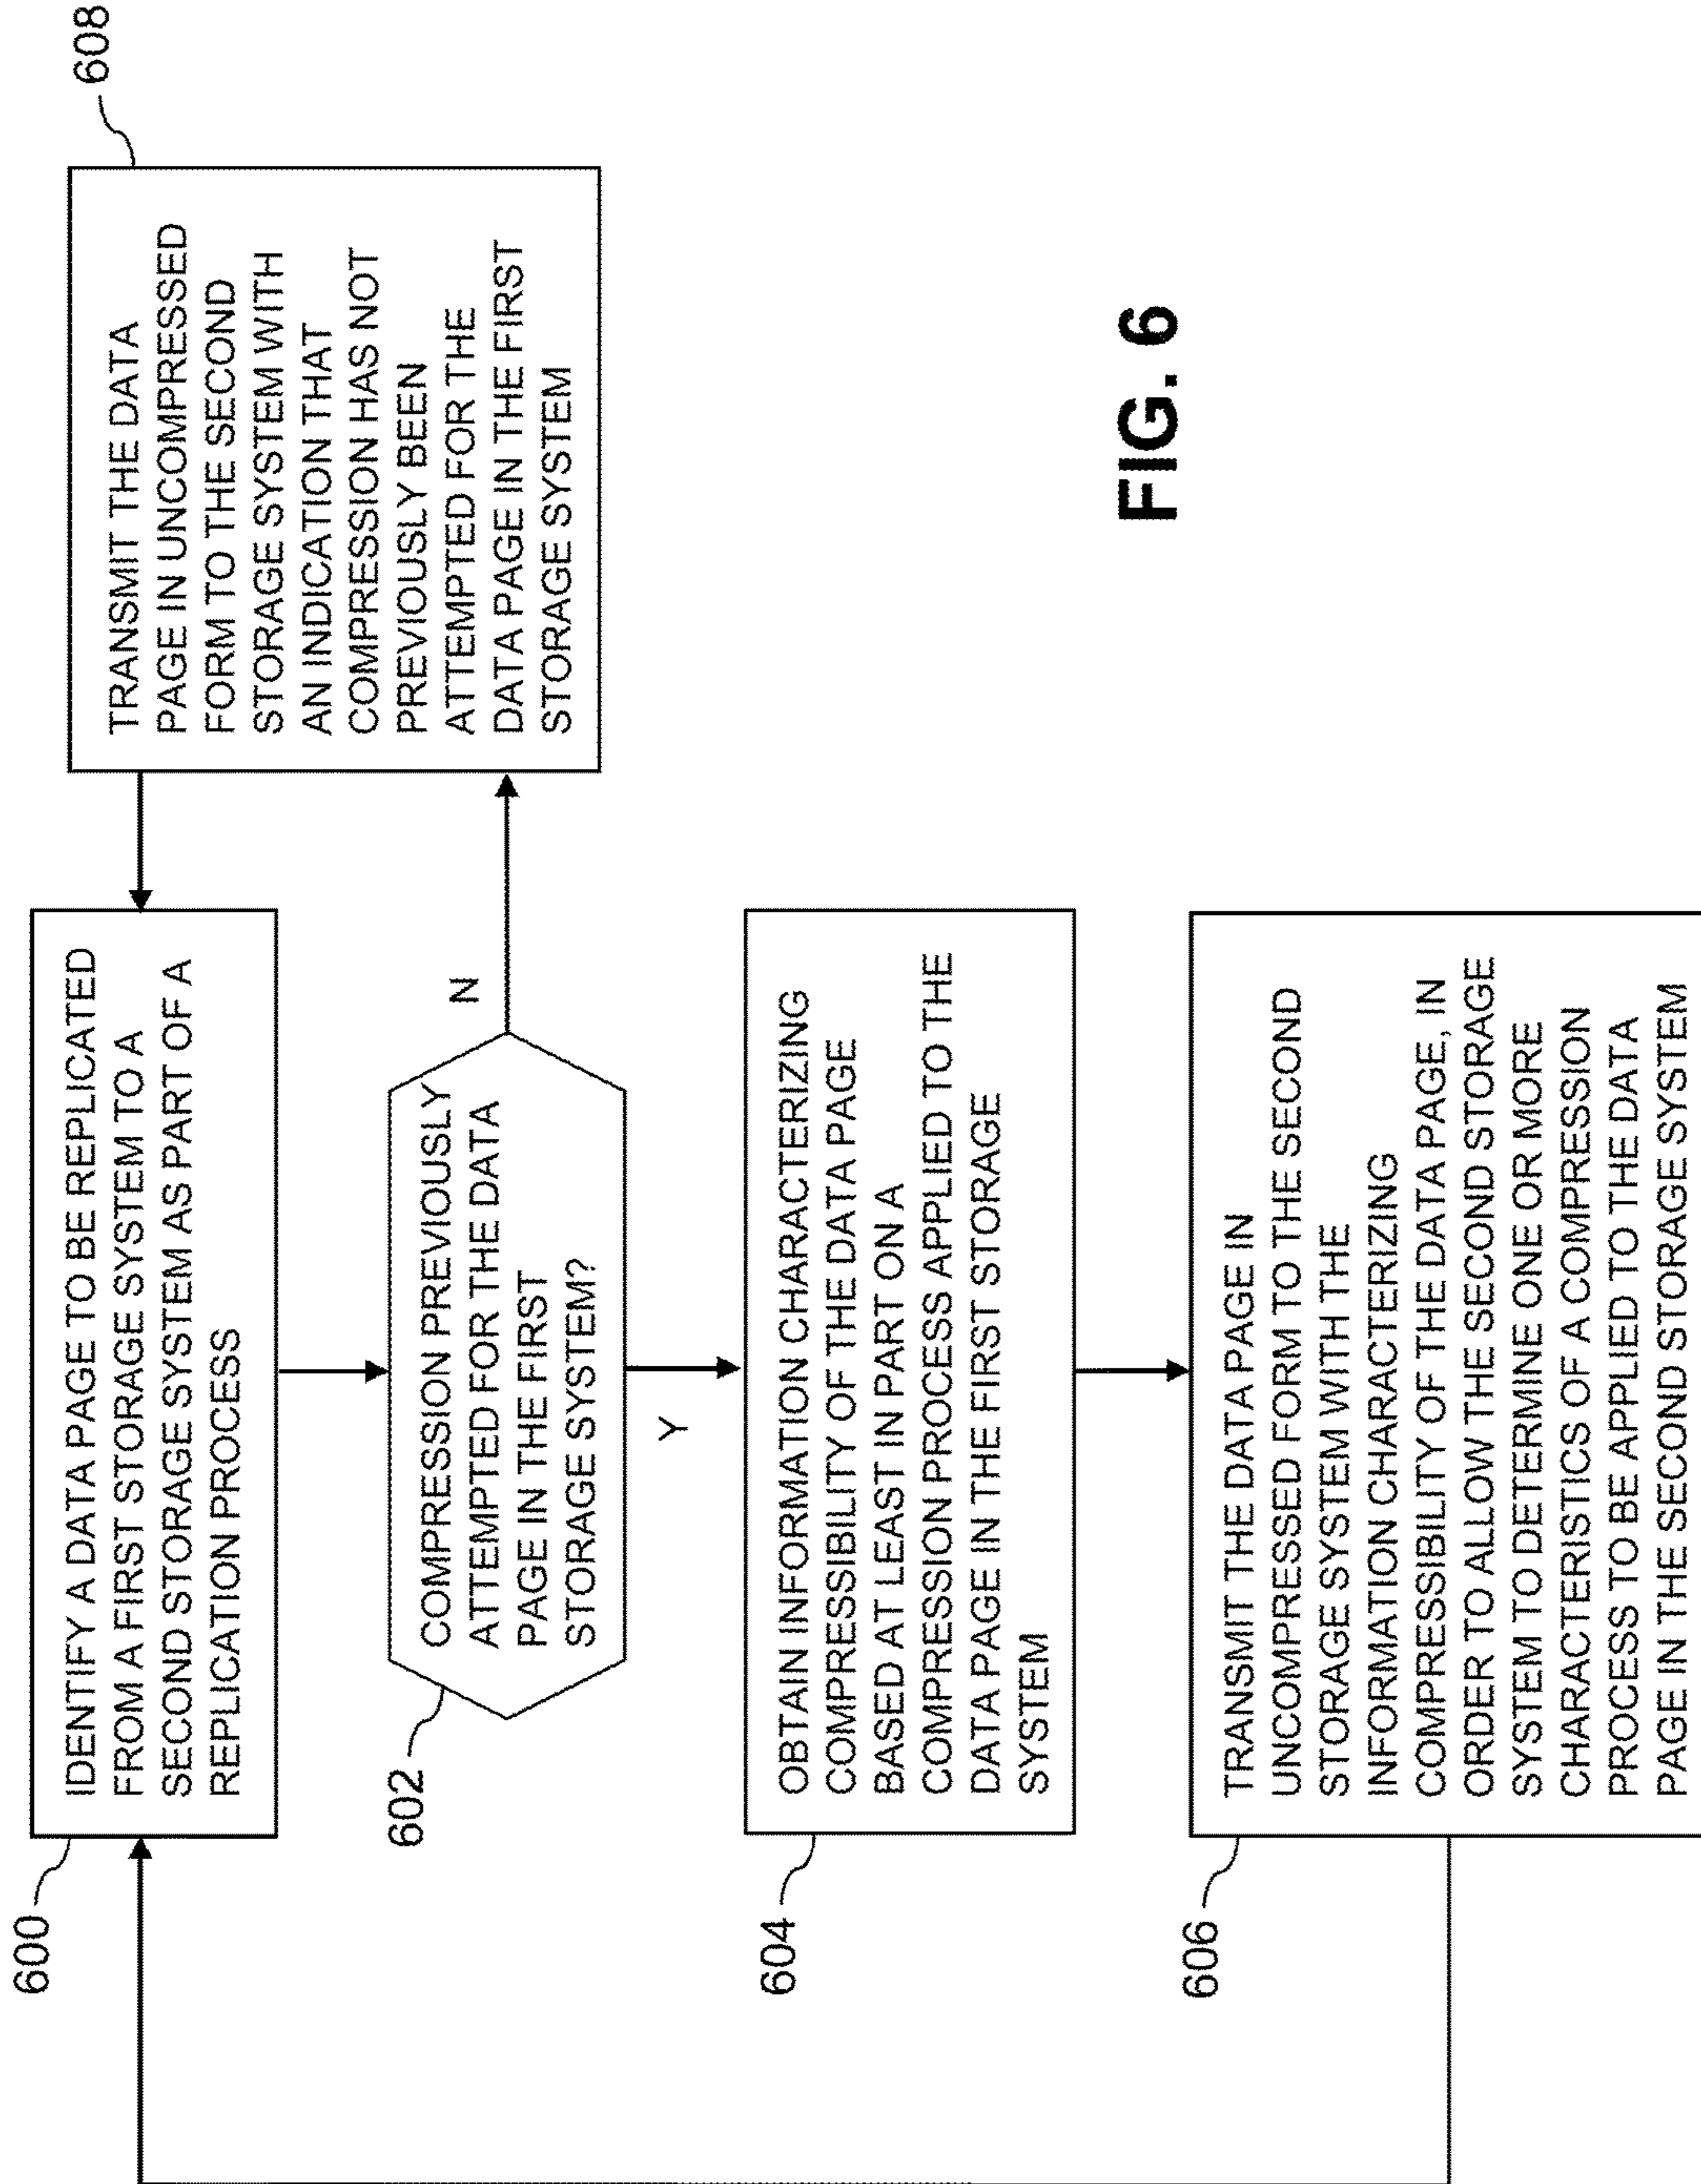 600
IDENTIFY A DATA PAGE TO BE REPLICATED
FROM A FIRST STORAGE SYSTEM TO A
SECOND STORAGE SYSTEM AS PART OF A
REPLICATION PROCESS
602
COMPRESSION PREVIOUSLY
ATTEMPTED FOR THE DATA
PAGE IN THE FIRST
STORAGE SYSTEM?
N
Y
608
TRANSMIT THE DATA
PAGE IN UNCOMPRESSED
FORM TO THE SECOND
STORAGE SYSTEM WITH
AN INDICATION THAT
COMPRESSION HAS NOT
PREVIOUSLY BEEN
ATTEMPTED FOR THE
DATA PAGE IN THE FIRST
STORAGE SYSTEM
604
OBTAIN INFORMATION CHARACTERIZING
COMPRESSIBILITY OF THE DATA PAGE
BASED AT LEAST IN PART ON A
COMPRESSION PROCESS APPLIED TO THE
DATA PAGE IN THE FIRST STORAGE
SYSTEM
606
TRANSMIT THE DATA PAGE IN
UNCOMPRESSED FORM TO THE SECOND
STORAGE SYSTEM WITH THE
INFORMATION CHARACTERIZING
COMPRESSIBILITY OF THE DATA PAGE, IN
ORDER TO ALLOW THE SECOND STORAGE
SYSTEM TO DETERMINE ONE OR MORE
CHARACTERISTICS OF A COMPRESSION
PROCESS TO BE APPLIED TO THE DATA
PAGE IN THE SECOND STORAGE SYSTEM
FIG. 6